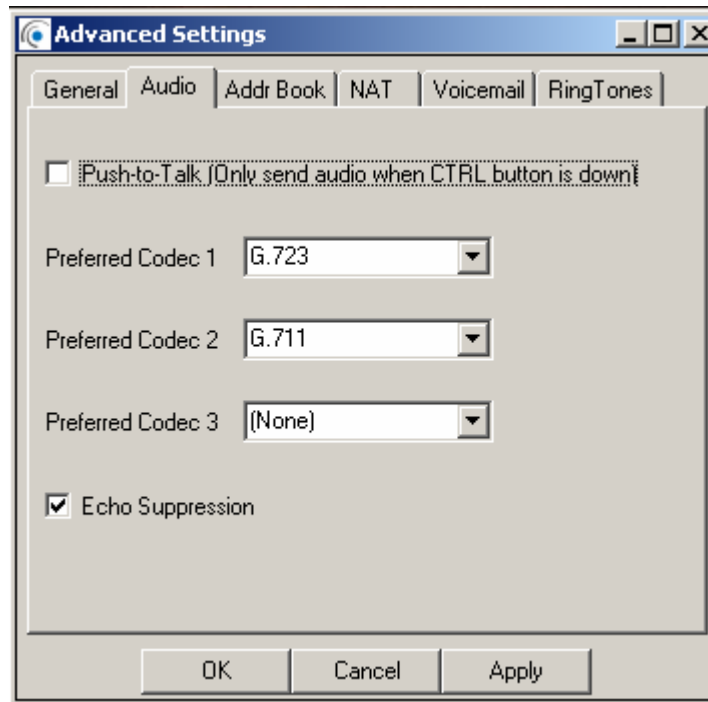 Advanced Settings
General Audio Addr Book NAT Voicemail RingTones
Push-to-Talk (Only send audio when CTRL button is down)
Preferred Codec 1 G.723
Preferred Codec 2 G.711
Preferred Codec 3 (None)
Echo Suppression
OK Cancel Apply